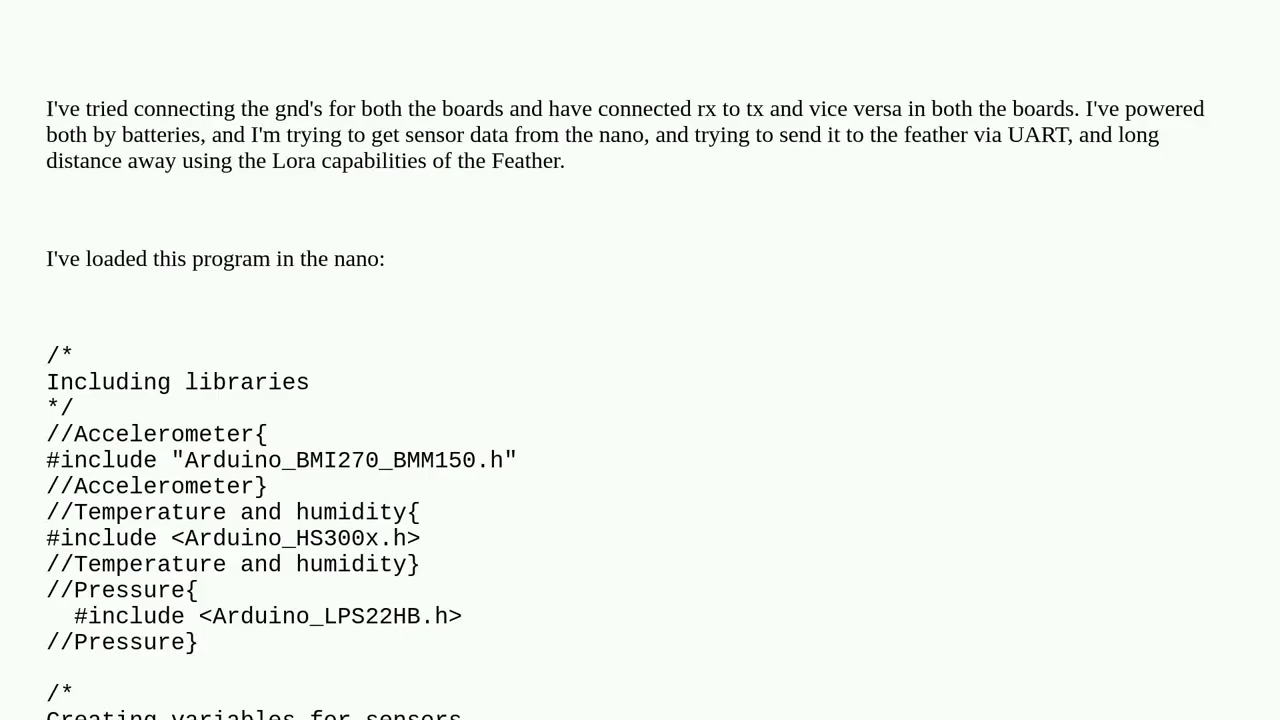 I've tried connecting the gnd's for both the boards and have connected rx to tx and vice versa in both the boards. I've powered
both by batteries, and I'm trying to get sensor data from the nano, and trying to send it to the feather via UART, and long
distance away using the Lora capabilities of the Feather.
I've loaded this program in the nano:
/*
Including libraries
*/
//Accelerometer{
#include "Arduino_BMI270_BMM150.h"
//Accelerometer}
//Temperature and humidity{
#include <Arduino_HS300x.h>
//Temperature and humidity}
//Pressure{
  #include <Arduino_LPS22HB.h>
//Pressure}
/*
Creating variables for sensors